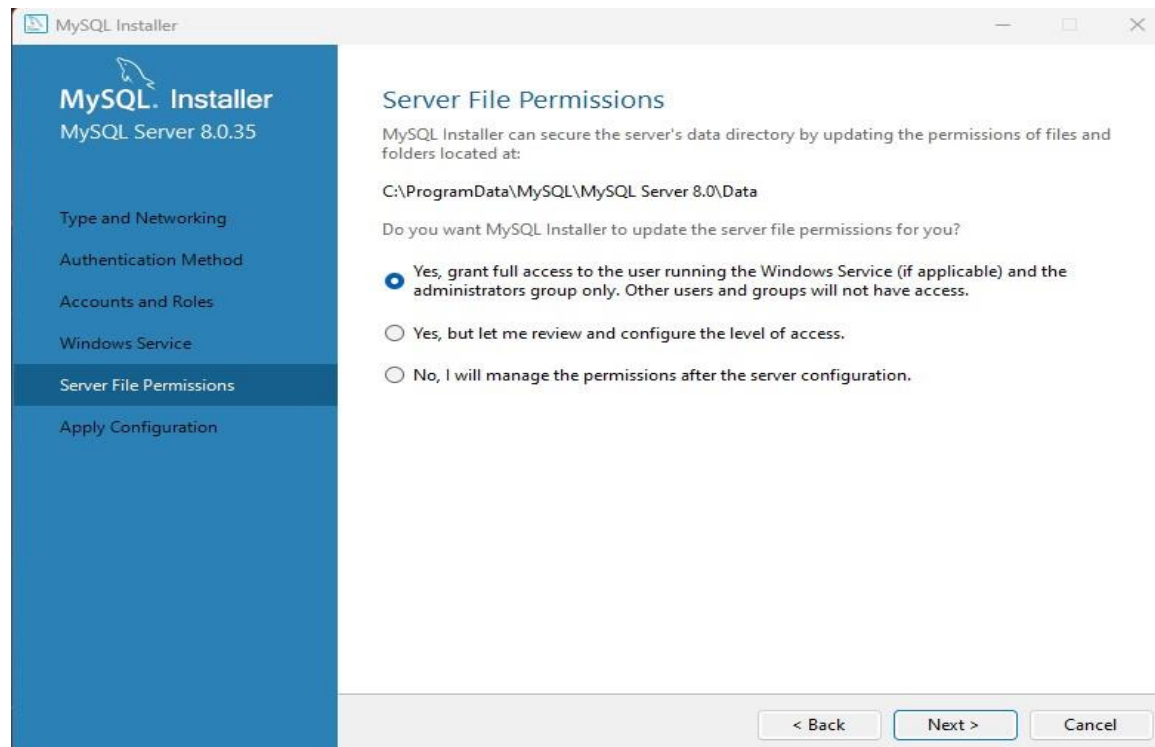 MySQL Installer
MySQL. Installer
MySQL Server 8.0.35
Type and Networking
Authentication Method
Accounts and Roles
Windows Service
Server File Permissions
Apply Configuration
Server File Permissions
MySQL Installer can secure the server's data directory by updating the permissions of files and
folders located at:
C:\ProgramData\MySQL\MySQL Server 8.0\Data
Do you want MySQL Installer to update the server file permissions for you?
Yes, grant full access to the user running the Windows Service (if applicable) and the
administrators group only. Other users and groups will not have access.
Yes, but let me review and configure the level of access.
No, I will manage the permissions after the server configuration.
< Back
Next >
Cancel